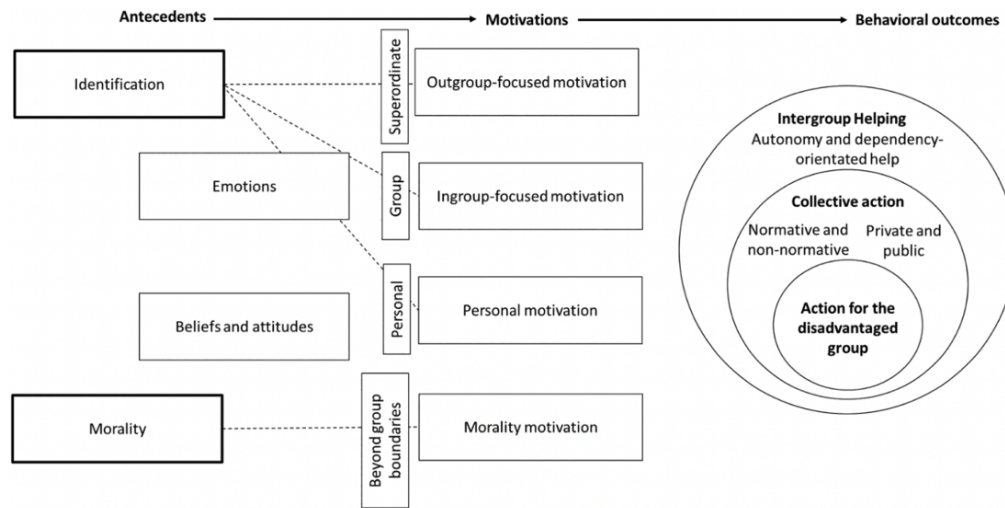 Antecedents
Motivations
Behavioral outcomes
Identification
Superordinate
Outgroup-focused motivation
Emotions
Group
Ingroup-focused motivation
Beliefs and attitudes
Personal
Personal motivation
Morality
Beyond group
boundaries
Morality motivation
Intergroup Helping
Autonomy and dependency-
orientated help
Collective action
Normative and
non-normative
Private and
public
Action for the
disadvantaged
group